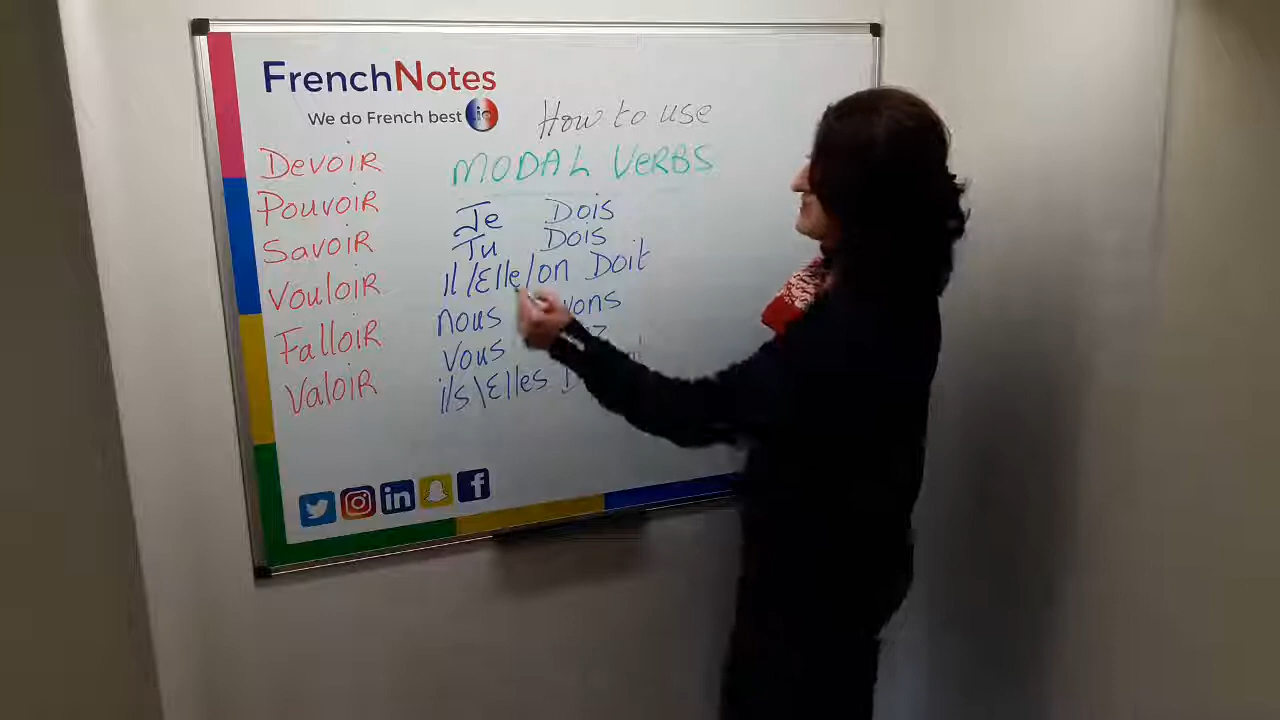 FrenchNotes
We do French best .ie
How to use
MODAL VERBS
Devoir
Pouvoir
Savoir
Vouloir
Falloir
Valoir
Je Dois
Tu Dois
il/Elle/on Doit
nous
vous
ils\Elles